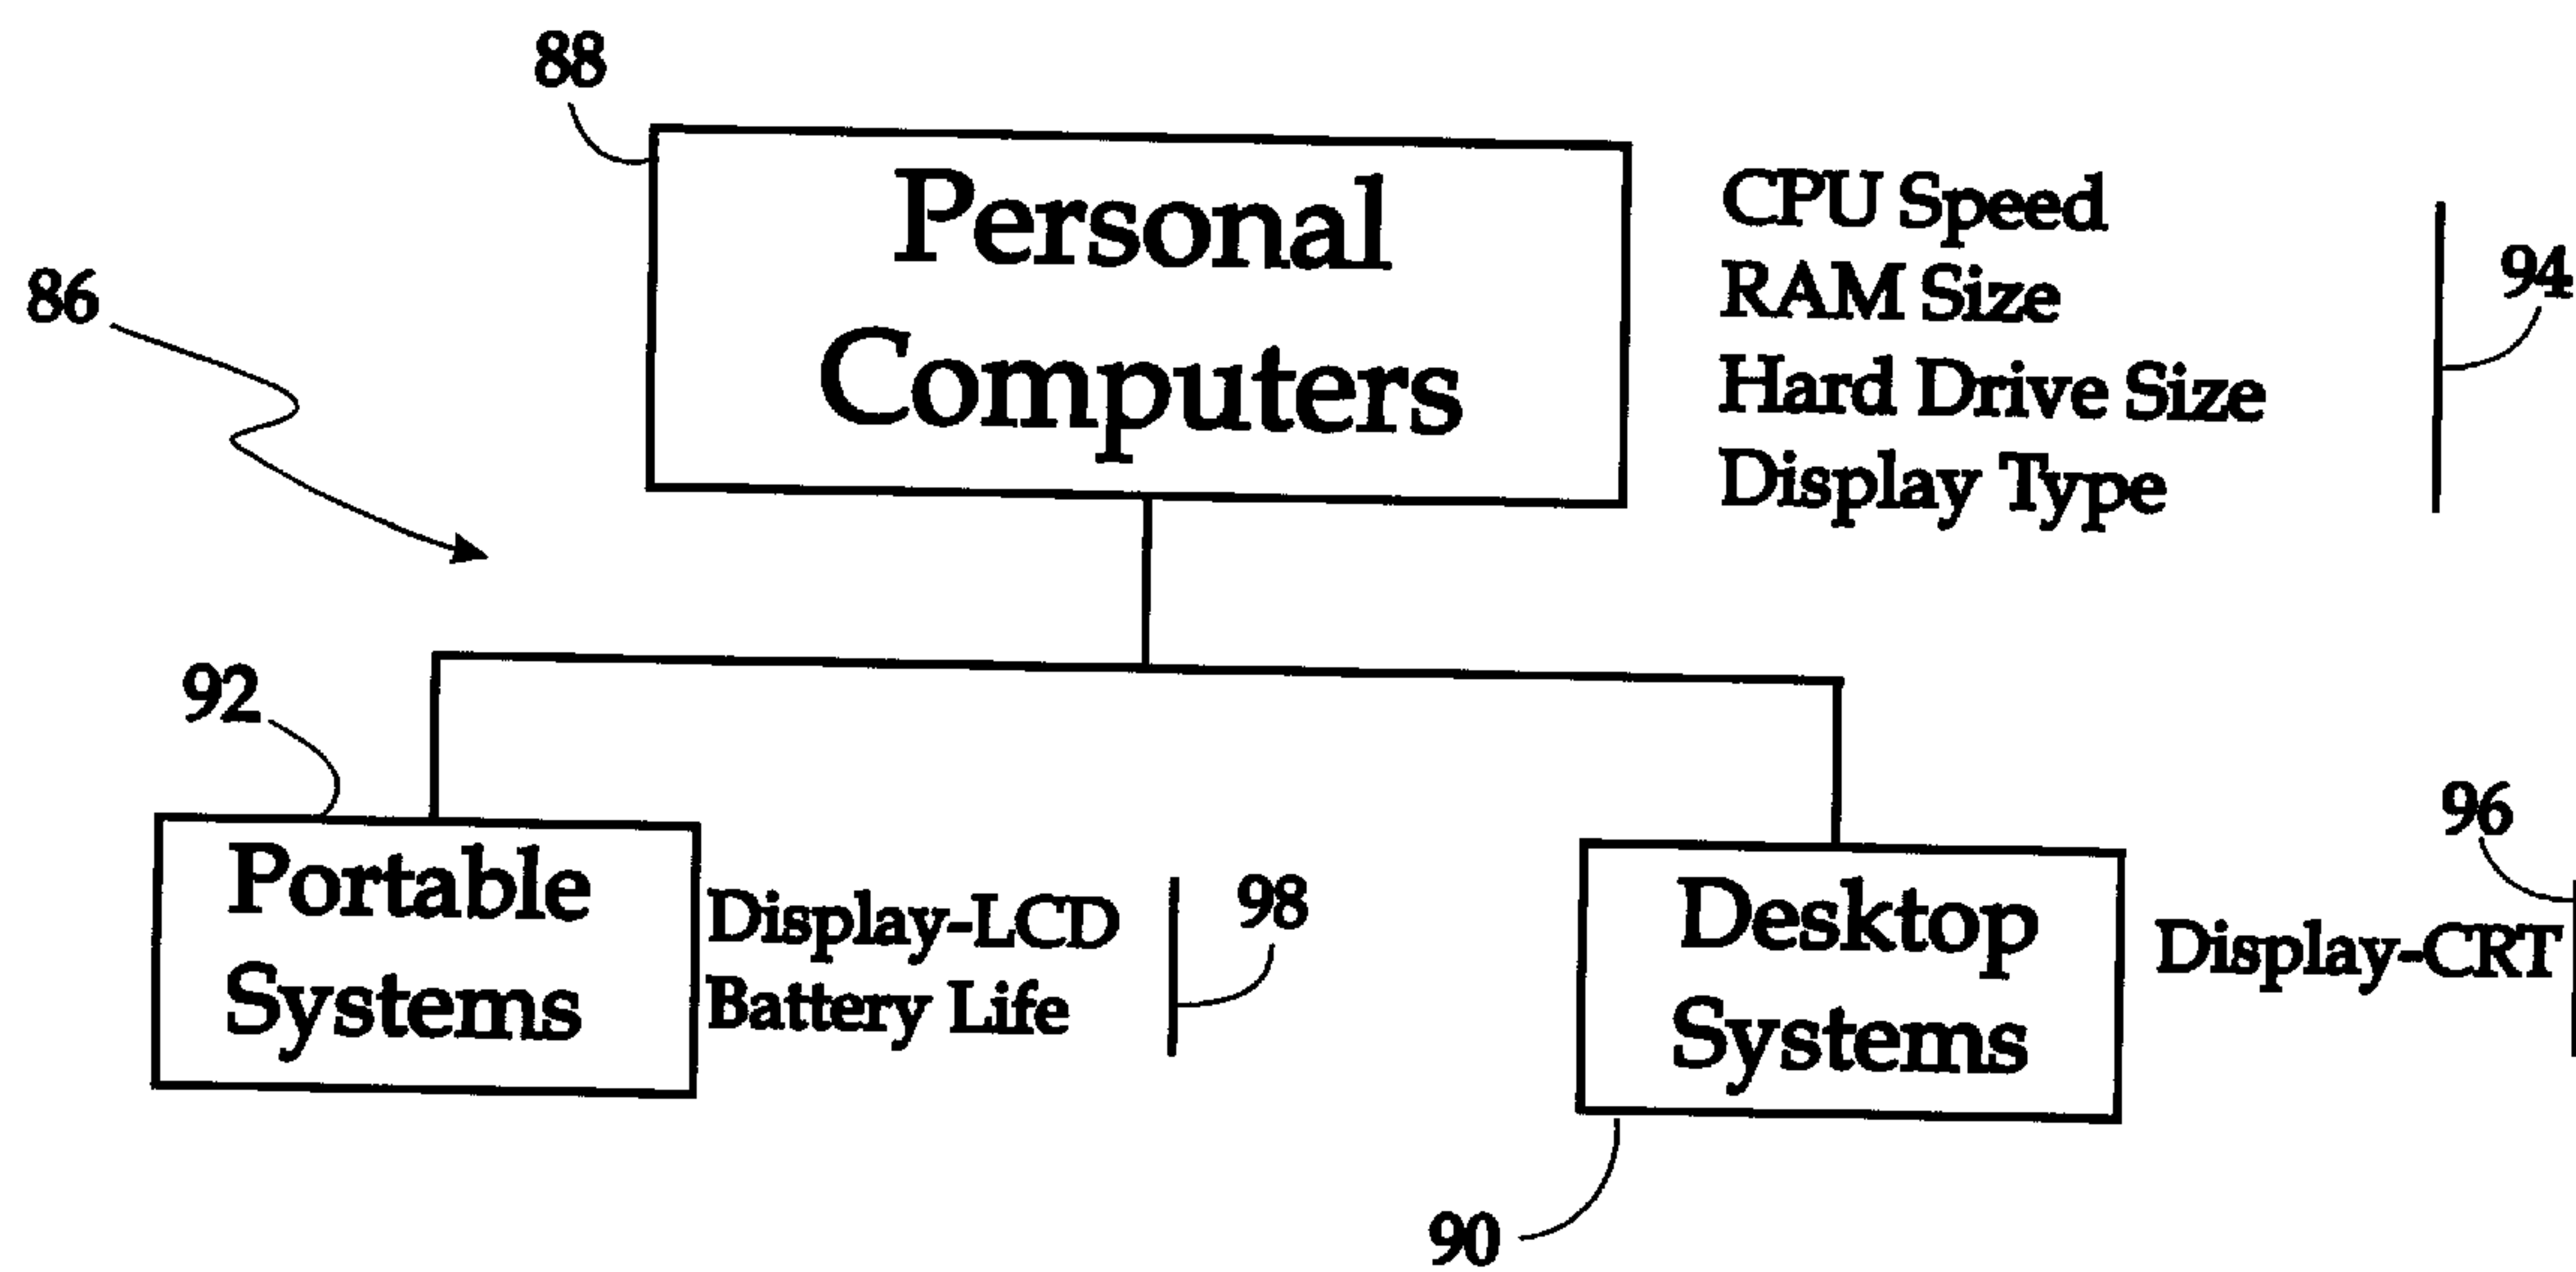 88
Personal
Computers
CPU Speed
RAM Size
Hard Drive Size
Display Type
94
86
92
Portable
Systems
Display-LCD
Battery Life
98
Desktop
Systems
Display-CRT
96
90